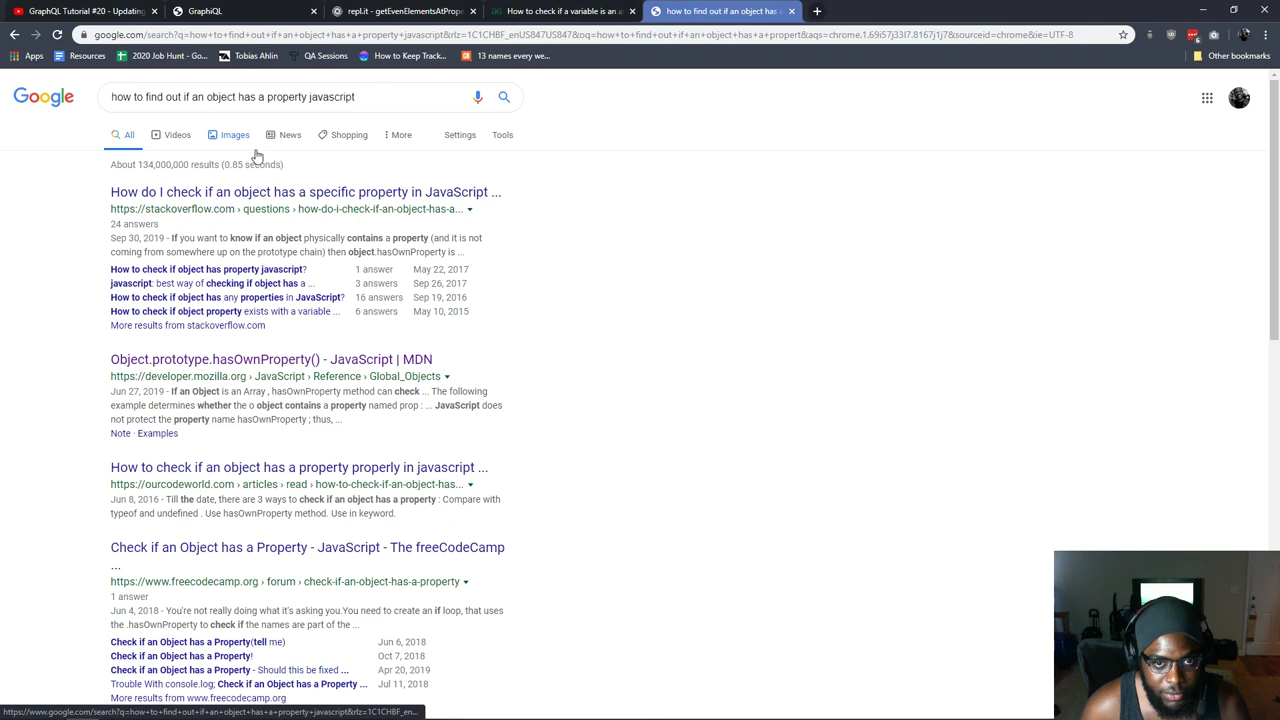 GraphQL Tutorial #20 - Updating
GraphiQL
repl.it - getEvenElementsAtProp
How to check if a variable is an a
how to find out if an object has a
google.com/search?q=how+to+find+out+if+an+object+has+a+property+javascript&rlz=1C1CHBF_enUS847US847&oq=how+to+find+out+if+an+object+has+a+propert&aqs=chrome.1.69i57j33l7.8167j1j7&sourceid=chrome&ie=UTF-8
Apps
Resources
2020 Job Hunt - Go...
Tobias Ahlin
QA Sessions
How to Keep Track...
13 names every we...
Other bookmarks
Google
how to find out if an object has a property javascript
All
Videos
Images
News
Shopping
More
Settings
Tools
About 134,000,000 results (0.85 seconds)
How do I check if an object has a specific property in JavaScript ...
https://stackoverflow.com › questions › how-do-i-check-if-an-object-has-a...
24 answers
Sep 30, 2019 - If you want to know if an object physically contains a property (and it is not
coming from somewhere up on the prototype chain) then object.hasOwnProperty is ...
How to check if object has property javascript? 1 answer May 22, 2017
javascript: best way of checking if object has a ... 3 answers Sep 26, 2017
How to check if object has any properties in JavaScript? 16 answers Sep 19, 2016
How to check if object property exists with a variable ... 6 answers May 10, 2015
More results from stackoverflow.com
Object.prototype.hasOwnProperty() - JavaScript | MDN
https://developer.mozilla.org › JavaScript › Reference › Global_Objects
Jun 27, 2019 - If an Object is an Array , hasOwnProperty method can check ... The following
example determines whether the o object contains a property named prop : ... JavaScript does
not protect the property name hasOwnProperty ; thus, ...
Note · Examples
How to check if an object has a property properly in javascript ...
https://ourcodeworld.com › articles › read › how-to-check-if-an-object-has...
Jun 8, 2016 - Till the date, there are 3 ways to check if an object has a property : Compare with
typeof and undefined . Use hasOwnProperty method. Use in keyword.
Check if an Object has a Property - JavaScript - The freeCodeCamp
...
https://www.freecodecamp.org › forum › check-if-an-object-has-a-property
1 answer
Jun 4, 2018 - You're not really doing what it's asking you.You need to create an if loop, that uses
the .hasOwnProperty to check if the names are part of the ...
Check if an Object has a Property(tell me) Jun 6, 2018
Check if an Object has a Property! Oct 7, 2018
Check if an Object has a Property - Should this be fixed ... Apr 20, 2019
Trouble With console.log; Check if an Object has a Property ... Jul 11, 2018
More results from www.freecodecamp.org
https://www.google.com/search?q=how+to+find+out+if+an+object+has+a+property+javascript&rlz=1C1CHBF_en...